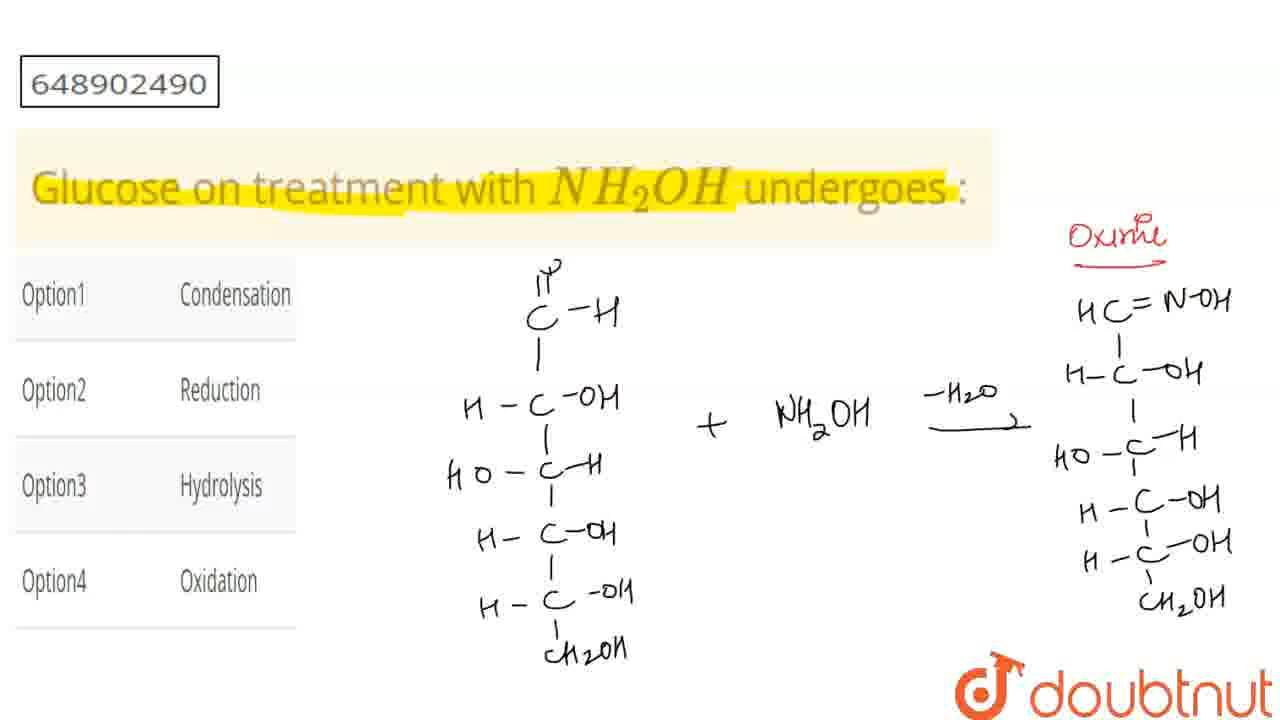 648902490
Glucose on treatment with NH₂OH undergoes :
Option1 Condensation
Option2 Reduction
Option3 Hydrolysis
Option4 Oxidation
O
C – H
H – C – OH
HO – C – H
H – C – OH
H – C – OH
CH₂OH
+ NH₂OH
–H₂O
Oxime
HC = N–OH
H – C – OH
HO – C – H
H – C – OH
H – C – OH
CH₂OH
doubtnut